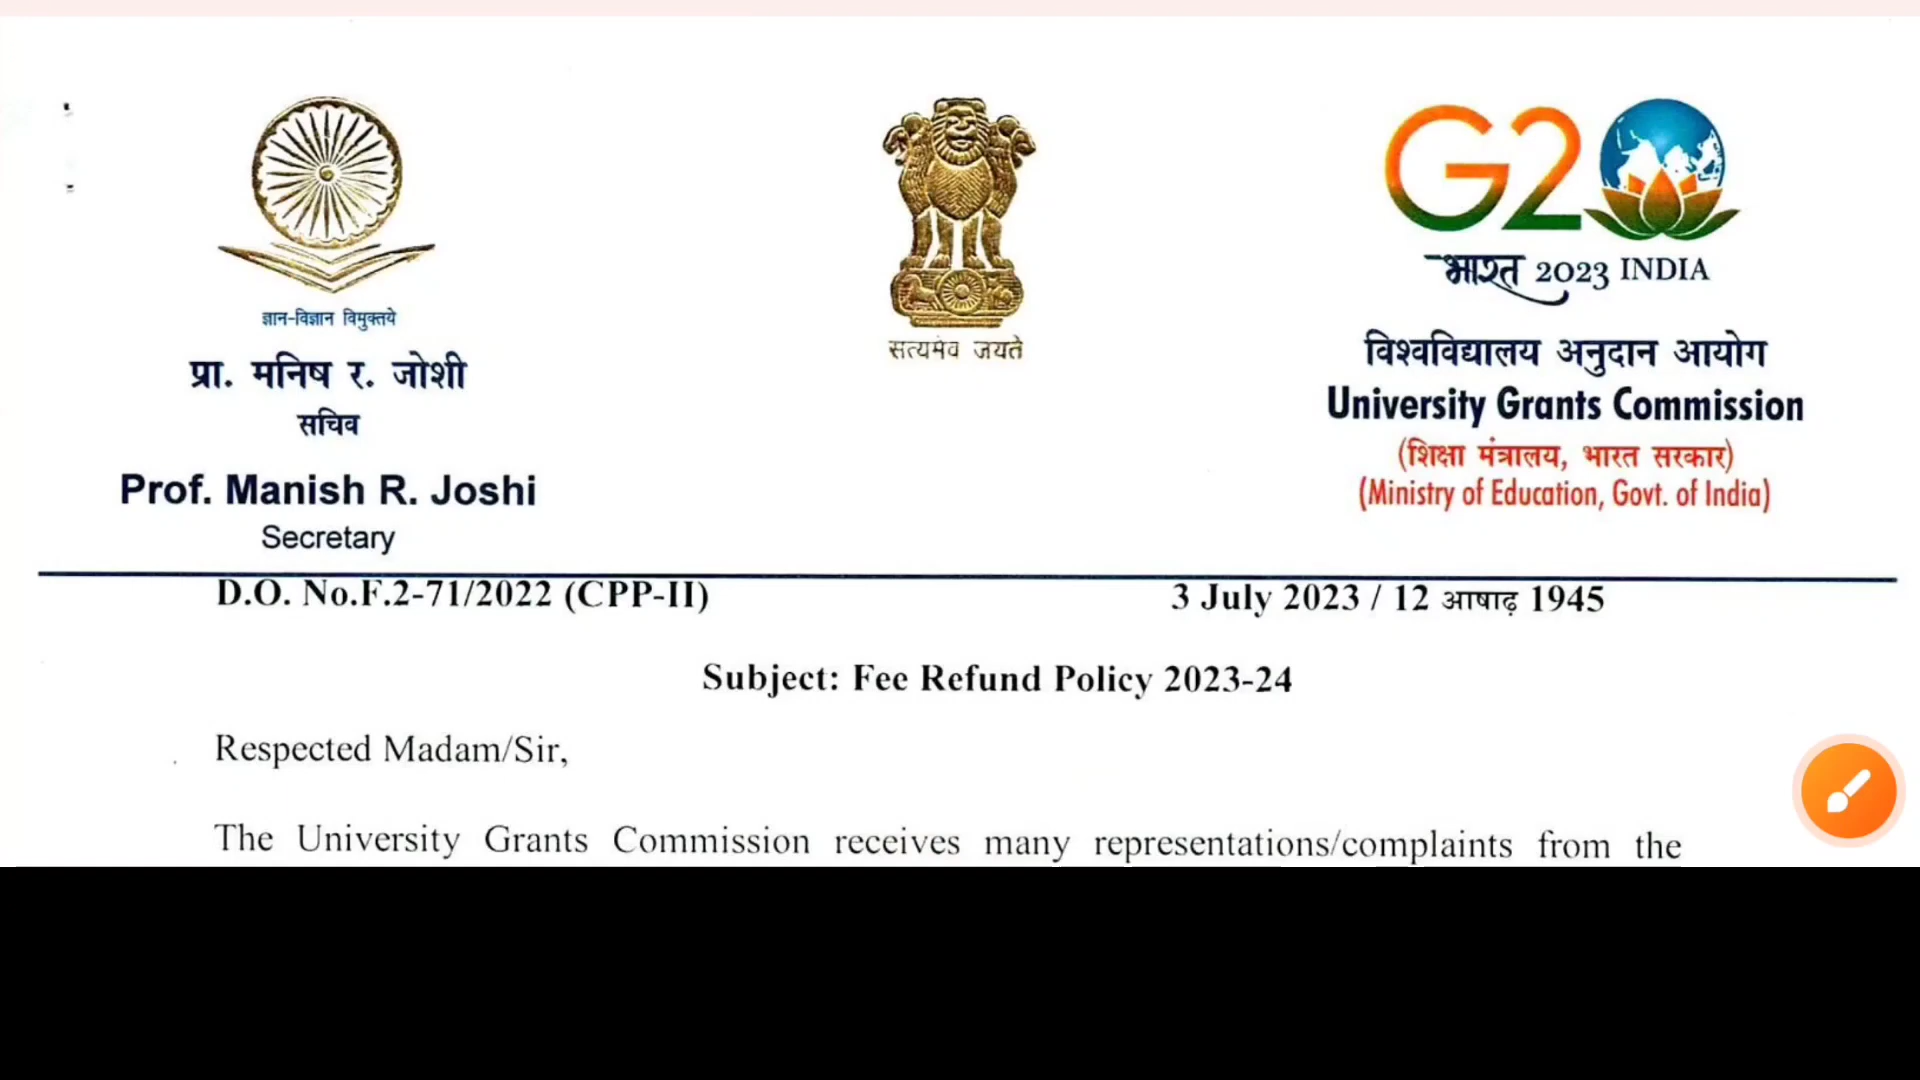 ज्ञान-विज्ञान विमुक्तये
प्रा. मनिष र. जोशी
सचिव
Prof. Manish R. Joshi
Secretary
सत्यमेव जयते
G20
भारत 2023 INDIA
विश्वविद्यालय अनुदान आयोग
University Grants Commission
(शिक्षा मंत्रालय, भारत सरकार)
(Ministry of Education, Govt. of India)
D.O. No.F.2-71/2022 (CPP-II) 3 July 2023 / 12 आषाढ़ 1945
Subject: Fee Refund Policy 2023-24
Respected Madam/Sir,
The University Grants Commission receives many representations/complaints from the